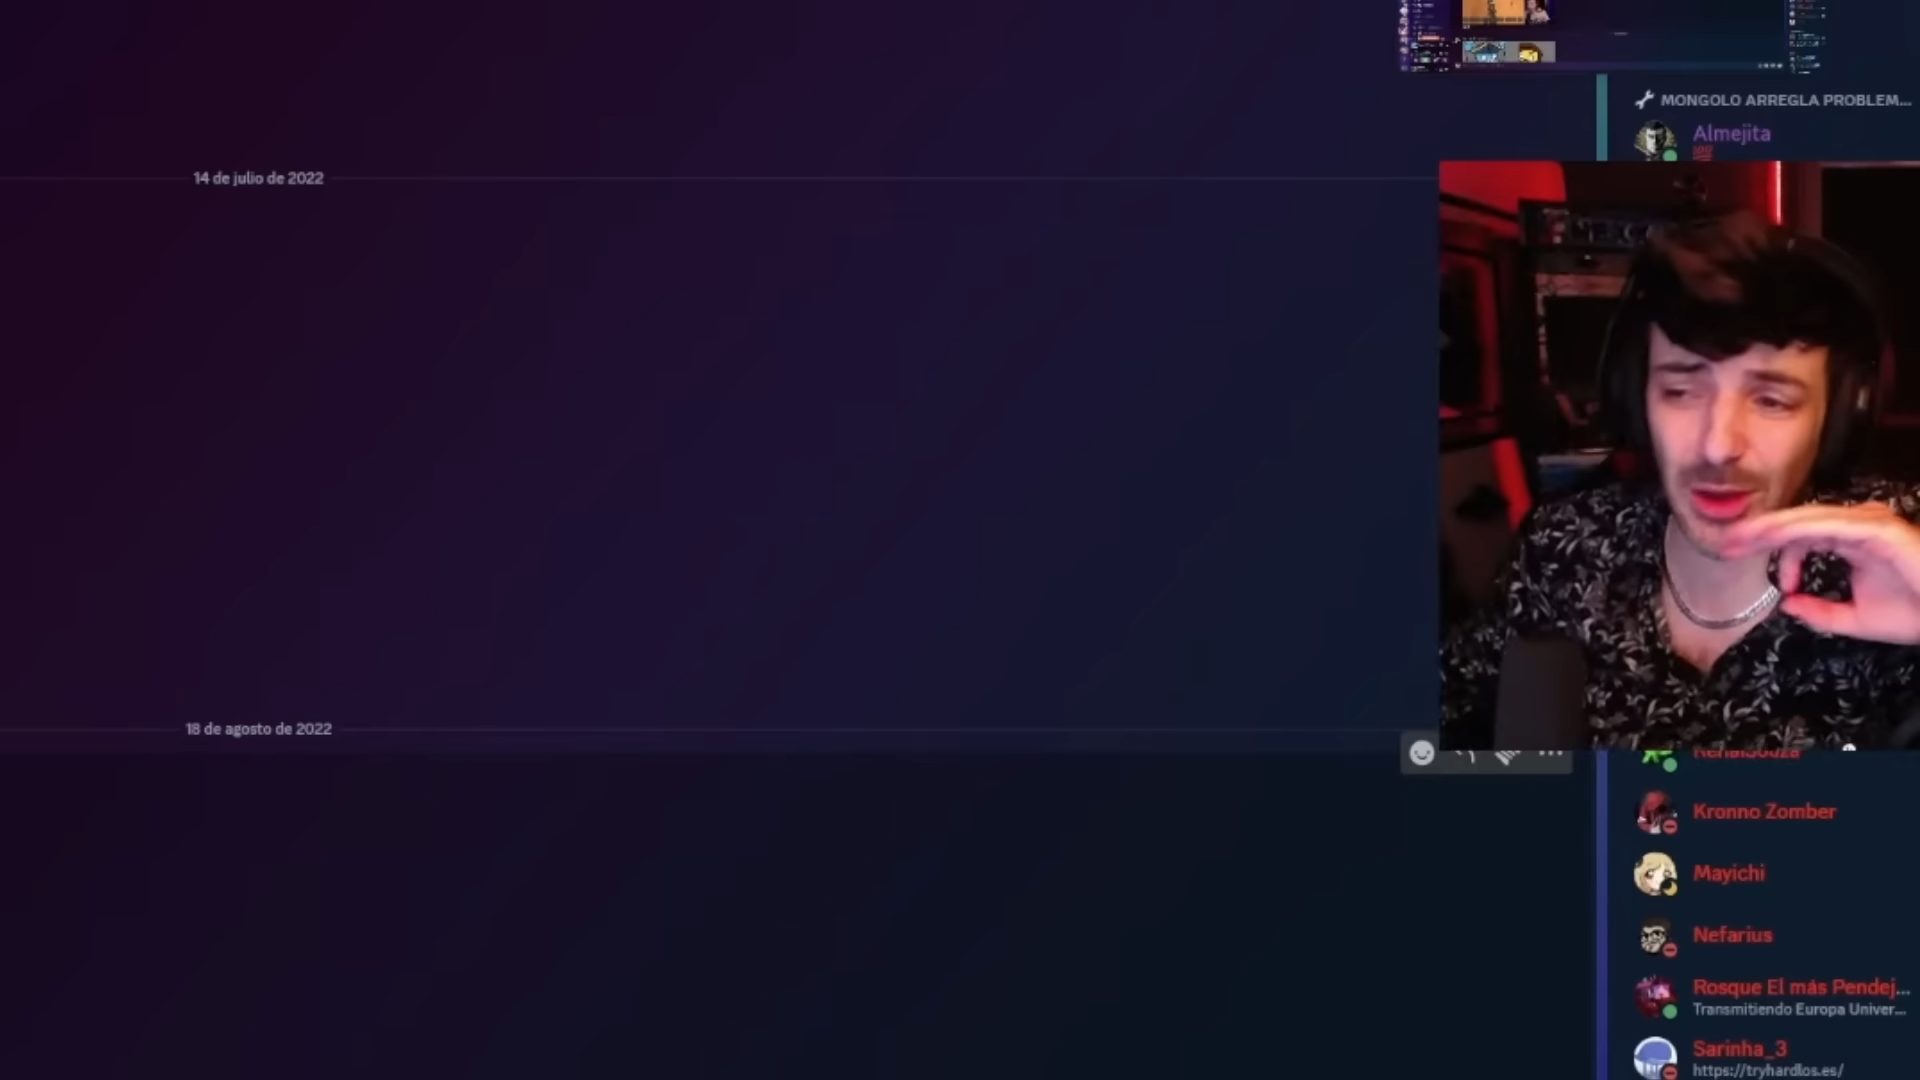 MONGOLO ARREGLA PROBLEM...
Almejita
14 de julio de 2022
18 de agosto de 2022
Kronno Zomber
Mayichi
Nefarius
Rosque El más Pendej...
Transmitiendo Europa Univer...
Sarinha_3
https://tryhardlos.es/